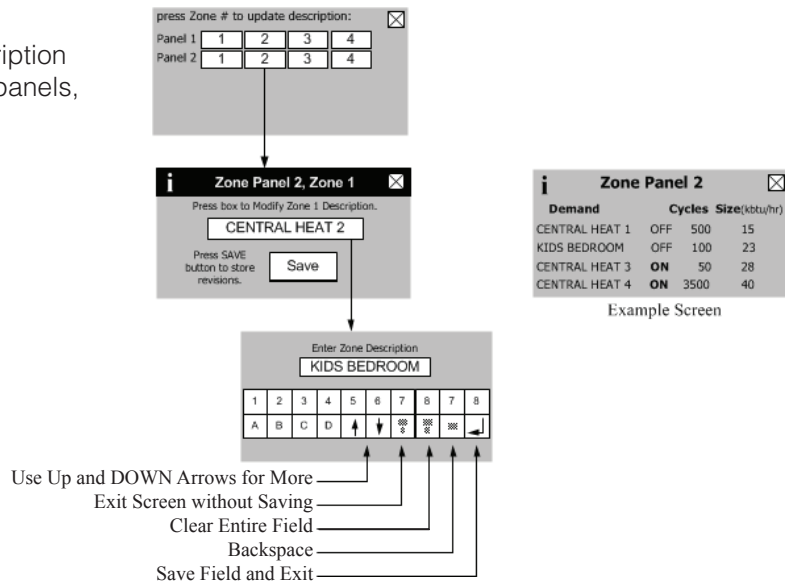 ription
panels,
press Zone # to update description:
Panel 1 1 2 3 4
Panel 2 1 2 3 4
i Zone Panel 2, Zone 1
Press box to Modify Zone 1 Description.
CENTRAL HEAT 2
Press SAVE
button to store
revisions.
Save
i Zone Panel 2
Demand Cycles Size(kbtu/hr)
CENTRAL HEAT 1 OFF 500 15
KIDS BEDROOM OFF 100 23
CENTRAL HEAT 3 ON 50 28
CENTRAL HEAT 4 ON 3500 40
Example Screen
Enter Zone Description
KIDS BEDROOM
1 2 3 4 5 6 7 8 7 8
A B C D
Use Up and DOWN Arrows for More
Exit Screen without Saving
Clear Entire Field
Backspace
Save Field and Exit